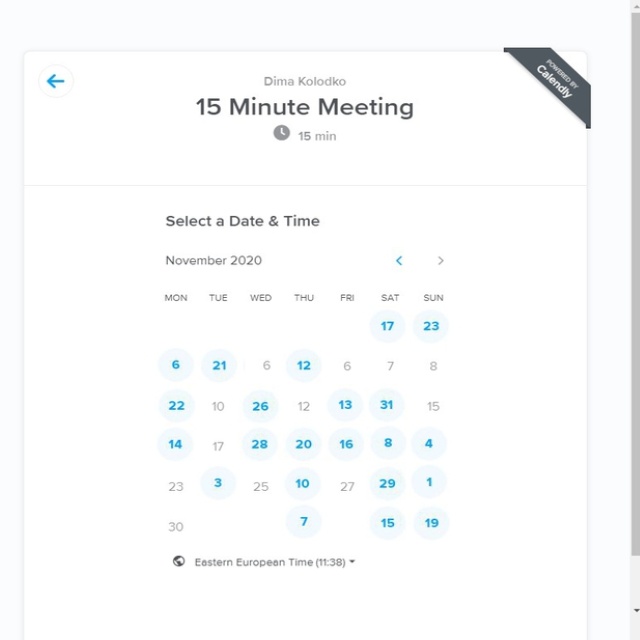 POWERED BY
Calendly
Dima Kolodko
15 Minute Meeting
15 min
Select a Date & Time
November 2020
MON TUE WED THU FRI SAT SUN
17 23
6 21 6 12 6 7 8
22 10 26 12 13 31 15
14 17 28 20 16 8 4
23 3 25 10 27 29 1
30 7 15 19
Eastern European Time (11:38)